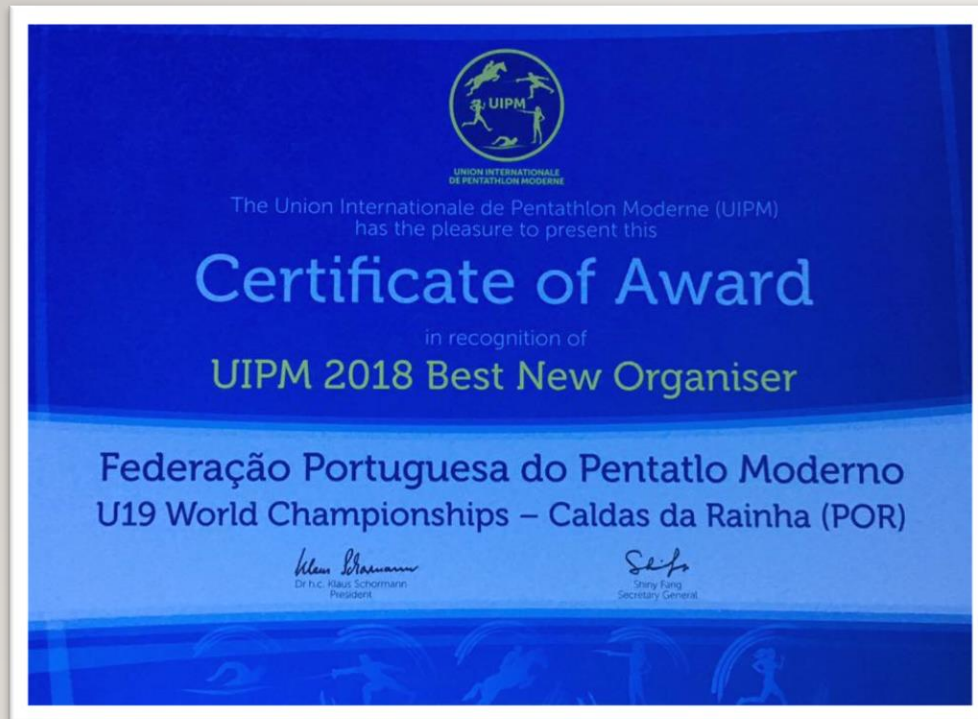 UIPM
UNION INTERNATIONALE
DE PENTATHLON MODERNE
The Union Internationale de Pentathlon Moderne (UIPM)
has the pleasure to present this
Certificate of Award
in recognition of
UIPM 2018 Best New Organiser
Federação Portuguesa do Pentatlo Moderno
U19 World Championships – Caldas da Rainha (POR)
Klaus Schormann
Dr h.c. Klaus Schormann
President
Shiny Fang
Secretary General